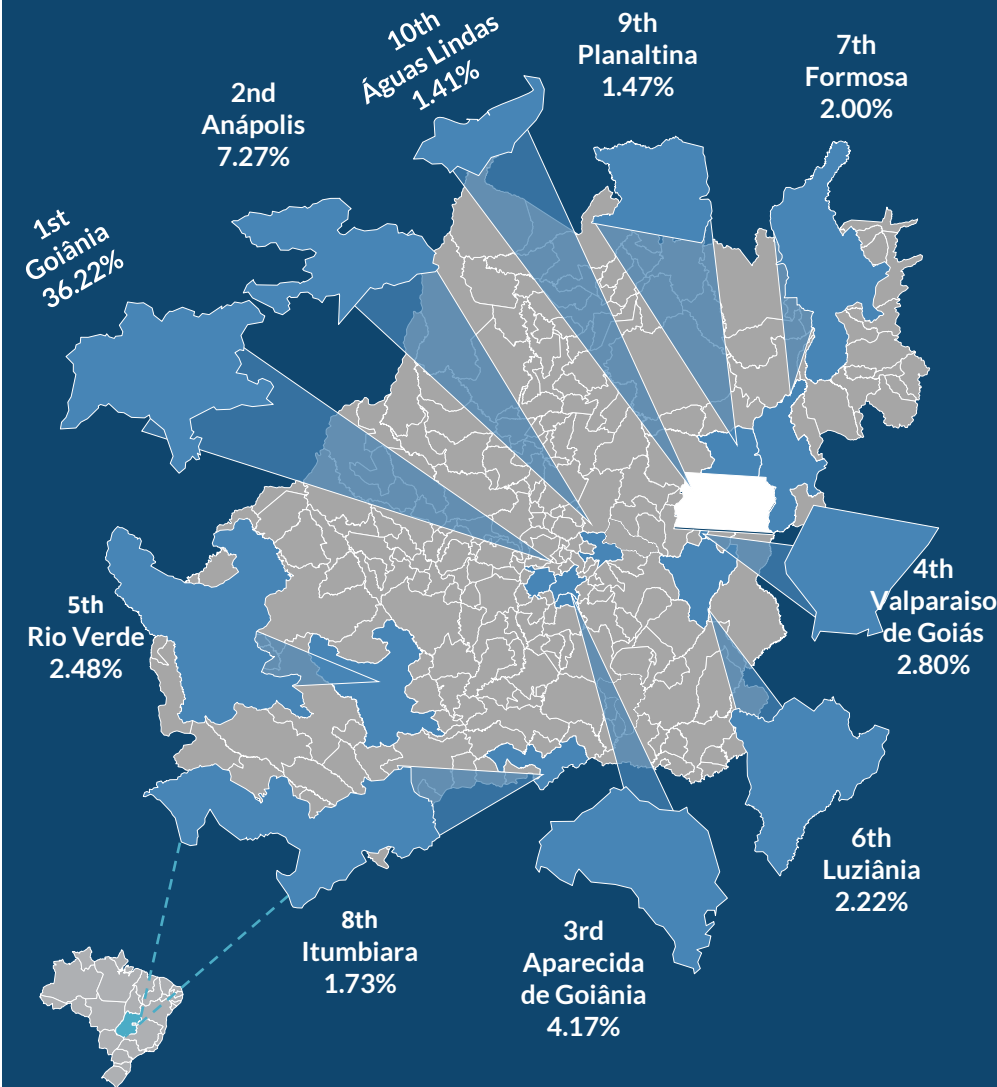 1st
Goiânia
36.22%
2nd
Anápolis
7.27%
10th
Águas Lindas
1.41%
9th
Planaltina
1.47%
7th
Formosa
2.00%
5th
Rio Verde
2.48%
4th
Valparaiso
de Goiás
2.80%
6th
Luziânia
2.22%
8th
Itumbiara
1.73%
3rd
Aparecida
de Goiânia
4.17%